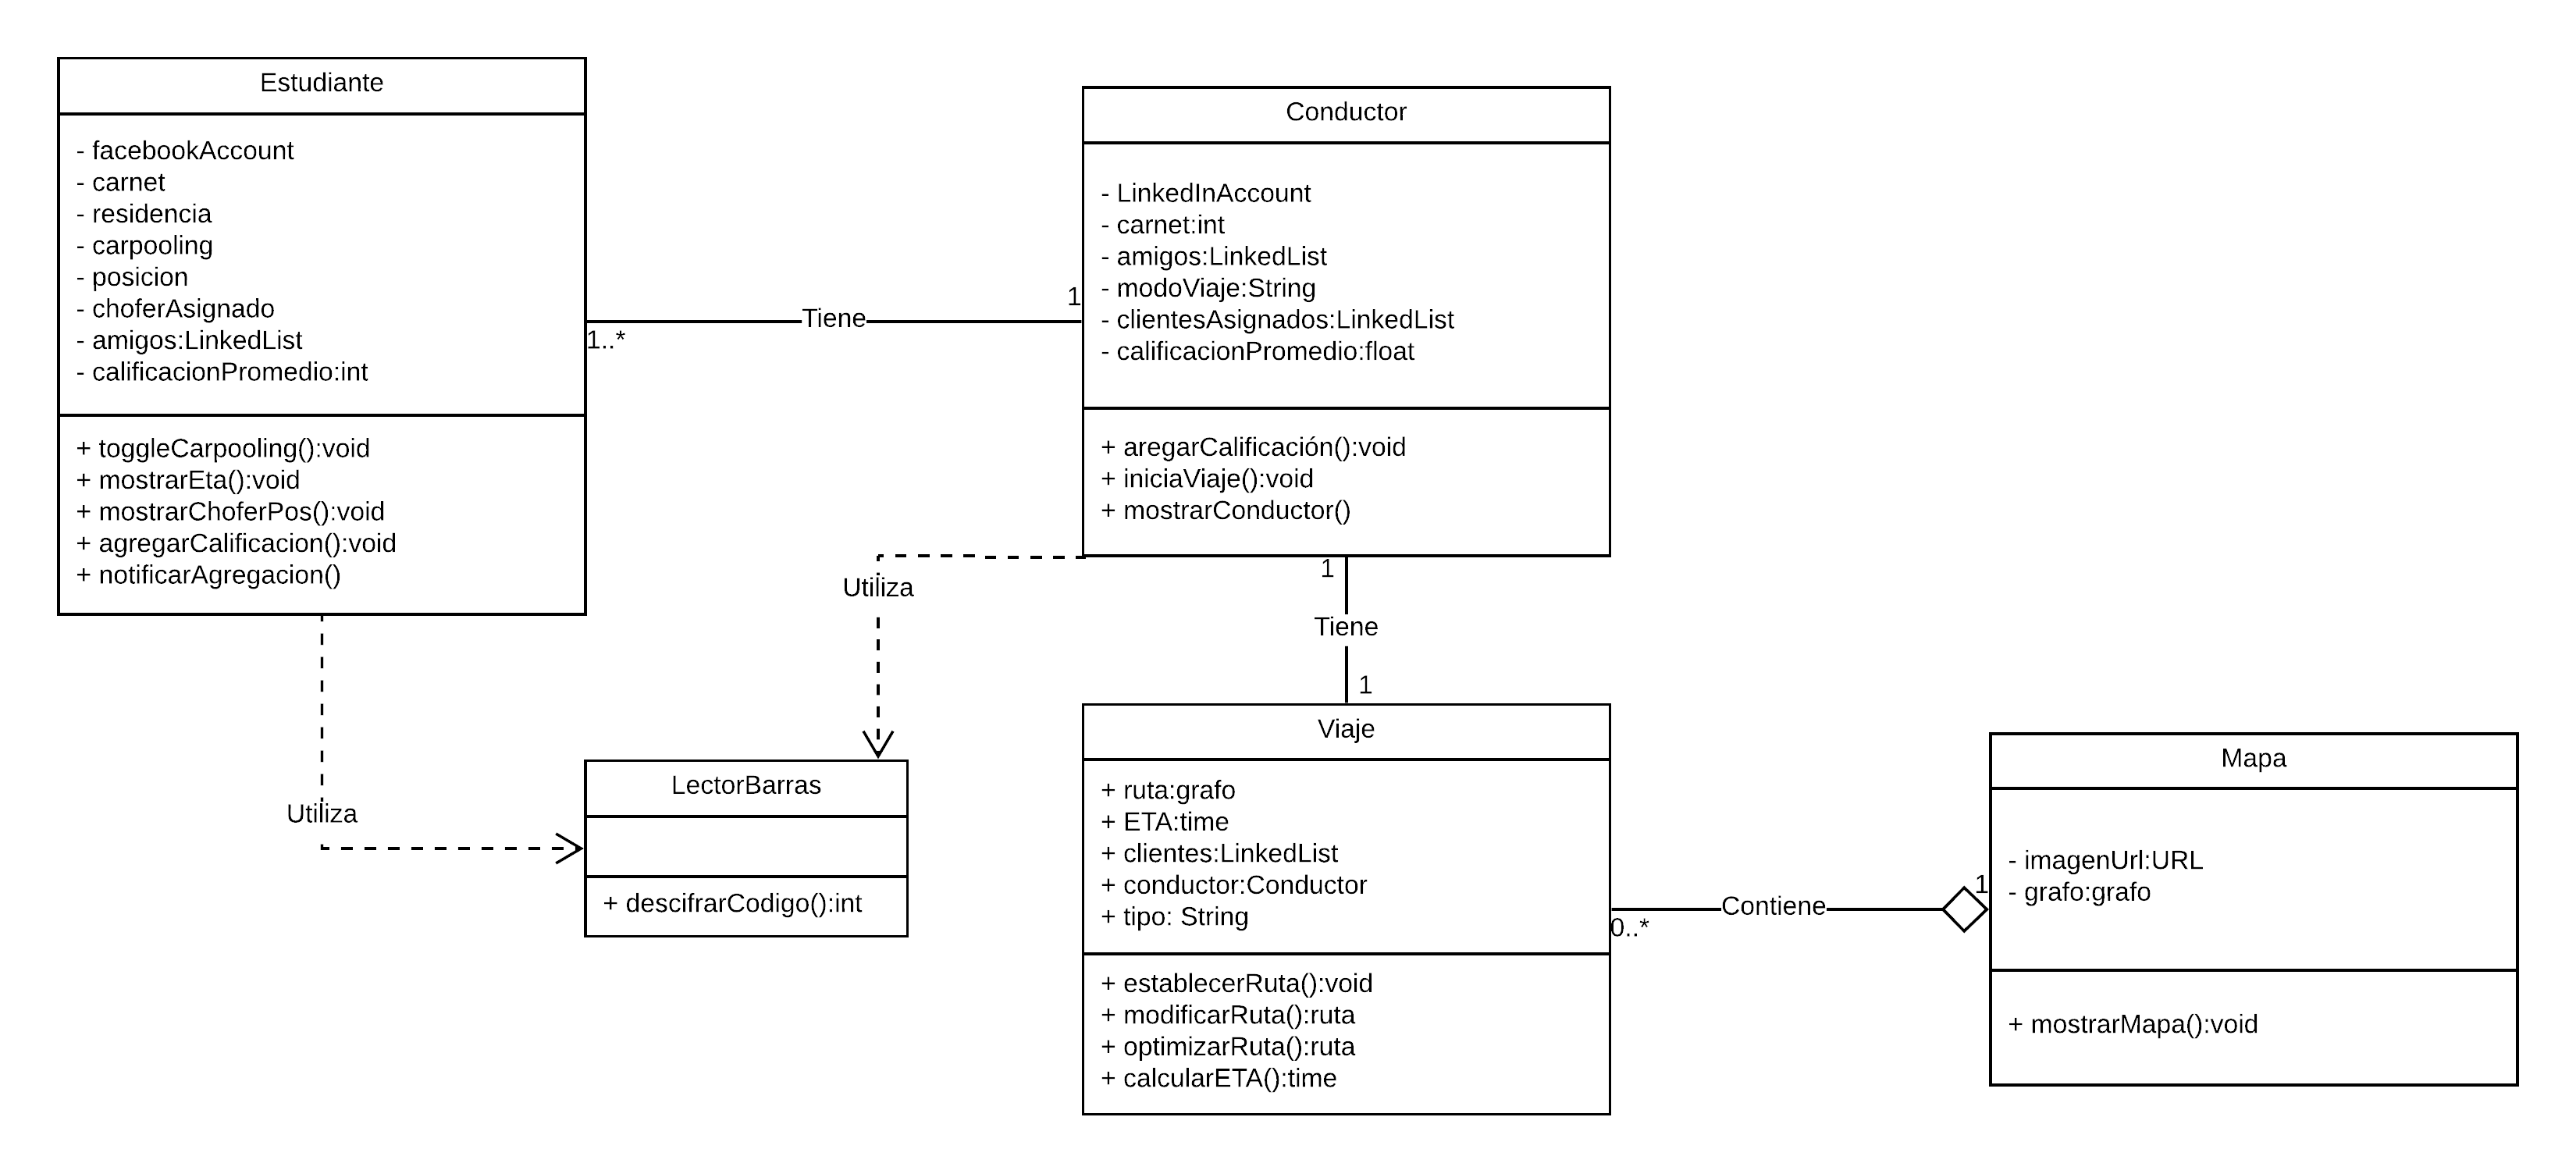 Estudiante
- facebookAccount
- carnet
- residencia
- carpooling
- posicion
- choferAsignado
- amigos:LinkedList
- calificacionPromedio:int
+ toggleCarpooling():void
+ mostrarEta():void
+ mostrarChoferPos():void
+ agregarCalificacion():void
+ notificarAgregacion()
1..*
Tiene
1
Conductor
- LinkedInAccount
- carnet:int
- amigos:LinkedList
- modoViaje:String
- clientesAsignados:LinkedList
- calificacionPromedio:float
+ aregarCalificación():void
+ iniciaViaje():void
+ mostrarConductor()
Utiliza
Utiliza
LectorBarras
+ descifrarCodigo():int
1
Tiene
1
Viaje
+ ruta:grafo
+ ETA:time
+ clientes:LinkedList
+ conductor:Conductor
+ tipo: String
+ establecerRuta():void
+ modificarRuta():ruta
+ optimizarRuta():ruta
+ calcularETA():time
0..*
Contiene
1
Mapa
- imagenUrl:URL
- grafo:grafo
+ mostrarMapa():void